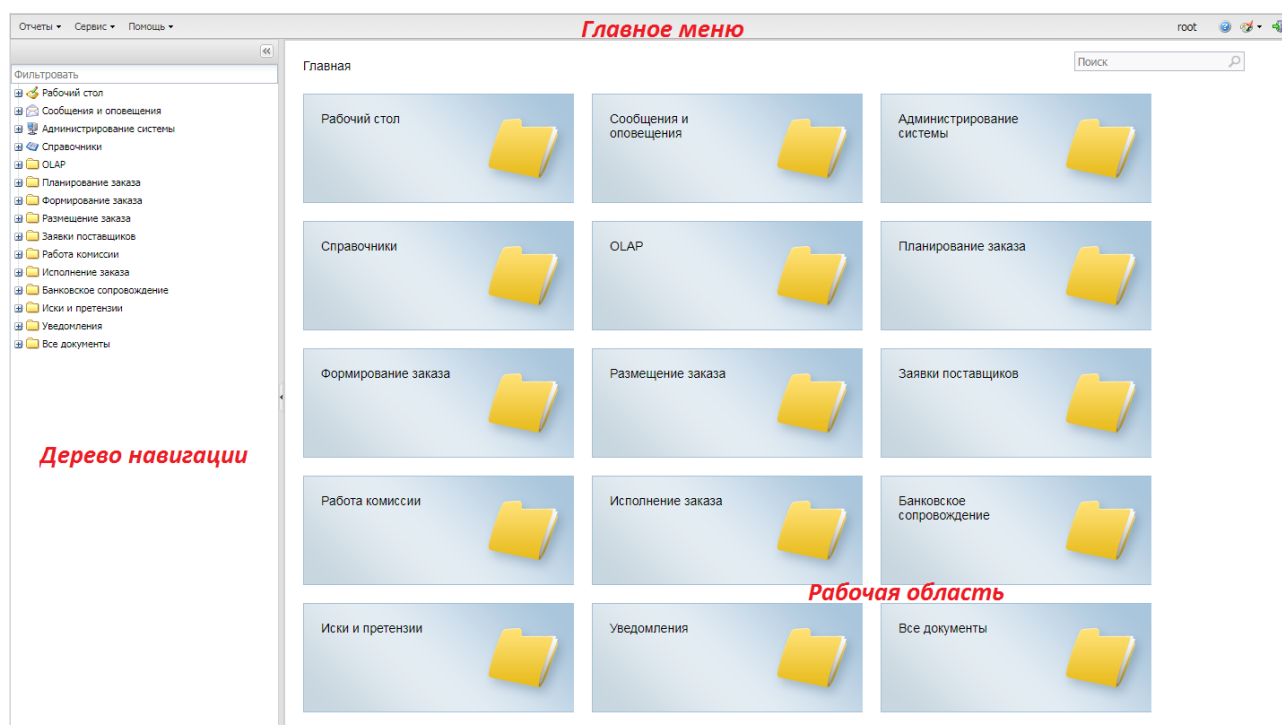 Отчеты Сервис Помощь Главное меню root
Фильтровать
Рабочий стол
Сообщения и оповещения
Администрирование системы
Справочники
OLAP
Планирование заказа
Формирование заказа
Размещение заказа
Заявки поставщиков
Работа комиссии
Исполнение заказа
Банковское сопровождение
Иски и претензии
Уведомления
Все документы
Дерево навигации
Главная Поиск
Рабочий стол
Сообщения и
оповещения
Администрирование
системы
Справочники
OLAP
Планирование заказа
Формирование заказа
Размещение заказа
Заявки поставщиков
Работа комиссии
Исполнение заказа
Банковское
сопровождение
Рабочая область
Иски и претензии
Уведомления
Все документы